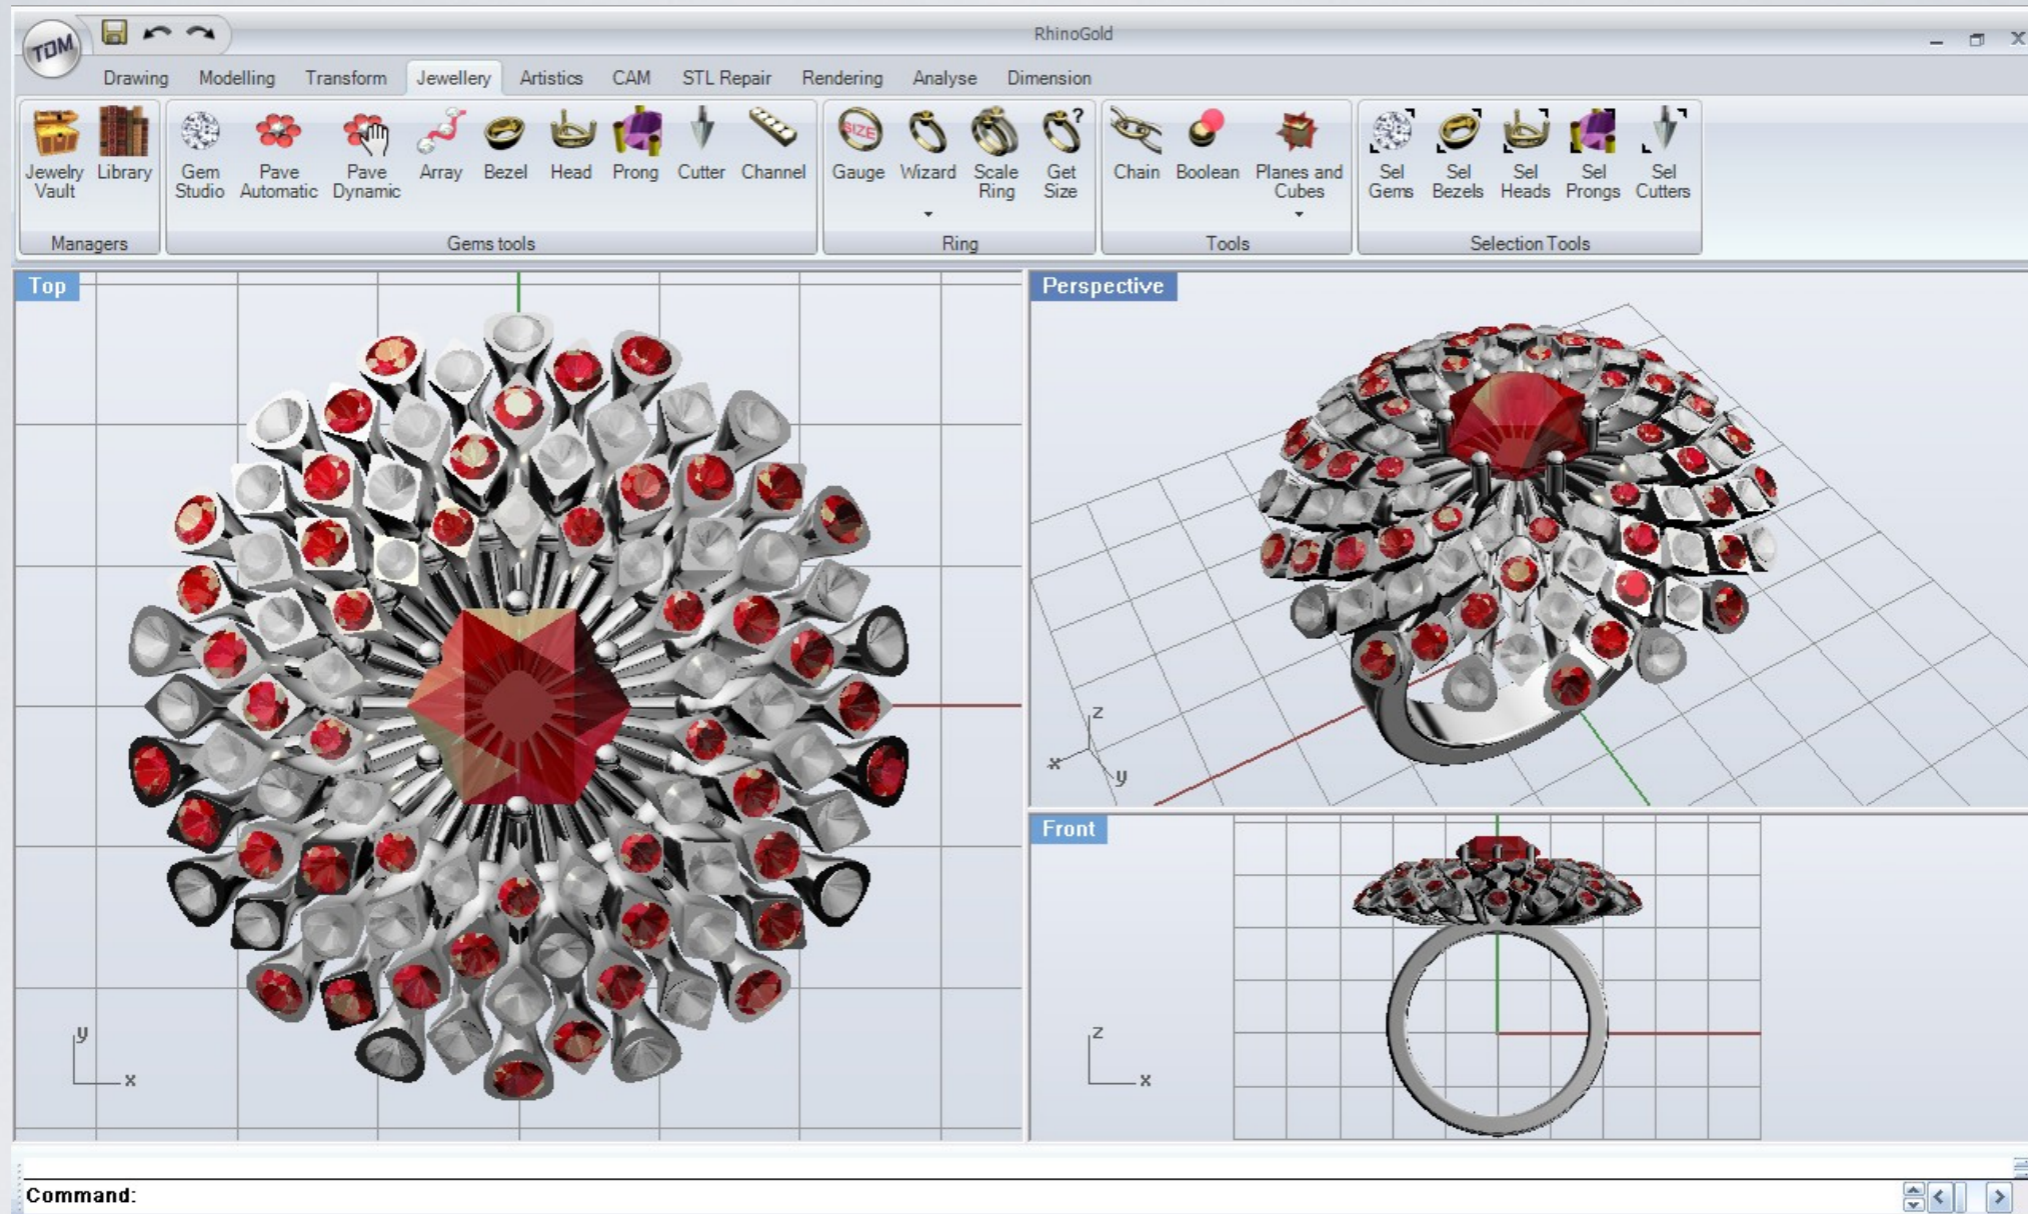 RhinoGold
TDM
Drawing Modelling Transform Jewellery Artistics CAM STL Repair Rendering Analyse Dimension
Jewelry Vault
Library
Gem Studio
Pave Automatic
Pave Dynamic
Array
Bezel
Head
Prong
Cutter
Channel
SIZE
Gauge
Wizard
Scale Ring
?
Get Size
Chain
Boolean
Planes and Cubes
Sel Gems
Sel Bezels
Sel Heads
Sel Prongs
Sel Cutters
Managers
Gems tools
Ring
Tools
Selection Tools
Top
y
x
Perspective
z
x
y
Front
z
x
Command: